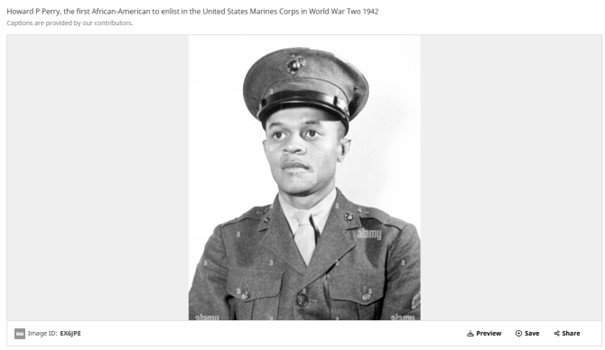 Howard P Perry, the first African-American to enlist in the United States Marines Corps in World War Two 1942
Captions are provided by our contributors.
alamy
a a
a a a
a a
alamy alamy
Image ID: EX6JPE Preview Save Share